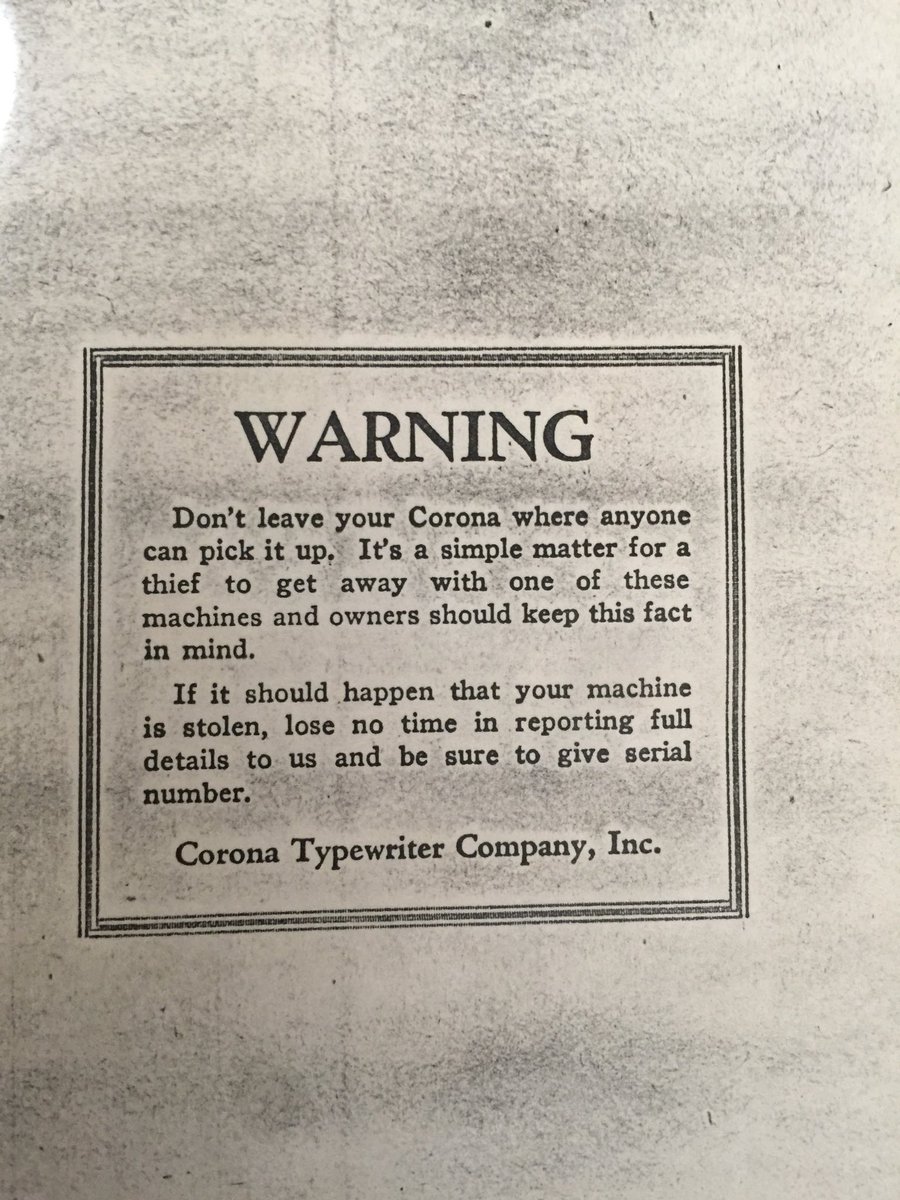 WARNING
Don't leave your Corona where anyone
can pick it up. It's a simple matter for a
thief to get away with one of these
machines and owners should keep this fact
in mind.
If it should happen that your machine
is stolen, lose no time in reporting full
details to us and be sure to give serial
number.
Corona Typewriter Company, Inc.